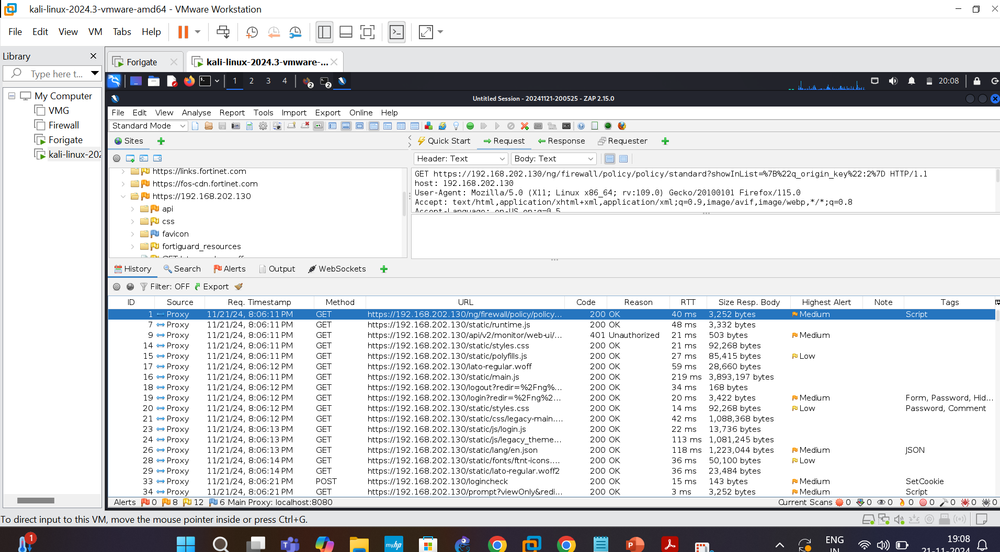 kali-linux-2024.3-vmware-amd64 - VMware Workstation
File Edit View VM Tabs Help
Library
Type here t...
My Computer
VMG
Firewall
Forigate
kali-linux-202
Forigate
kali-linux-2024.3-vmware-...
1 2 3 4 2 2 20:08
Untitled Session - 20241121-200525 - ZAP 2.15.0
File Edit View Analyse Report Tools Import Export Online Help
Standard Mode
Sites
Quick Start Request Response Requester
Header: Text Body: Text
https://links.fortinet.com
https://fos-cdn.fortinet.com
https://192.168.202.130
api
css
favicon
fortiguard_resources
GET https://192.168.202.130/ng/firewall/policy/policy/standard?showInList=%7B%22q_origin_key%22:2%7D HTTP/1.1
host: 192.168.202.130
User-Agent: Mozilla/5.0 (X11; Linux x86_64; rv:109.0) Gecko/20100101 Firefox/115.0
Accept: text/html,application/xhtml+xml,application/xml;q=0.9,image/avif,image/webp,*/*;q=0.8
Accept-Language: en-US,en;q=0.5
History Search Alerts Output WebSockets
Filter: OFF Export
ID Source Req. Timestamp Method URL Code Reason RTT Size Resp. Body Highest Alert Note Tags
1 Proxy 11/21/24, 8:06:11 PM GET https://192.168.202.130/ng/firewall/policy/policy... 200 OK 40 ms 3,252 bytes Medium Script
7 Proxy 11/21/24, 8:06:11 PM GET https://192.168.202.130/static/runtime.js 200 OK 48 ms 3,332 bytes
9 Proxy 11/21/24, 8:06:11 PM GET https://192.168.202.130/api/v2/monitor/web-ui/... 401 Unauthorized 21 ms 503 bytes Medium
14 Proxy 11/21/24, 8:06:11 PM GET https://192.168.202.130/static/styles.css 200 OK 21 ms 92,268 bytes
15 Proxy 11/21/24, 8:06:11 PM GET https://192.168.202.130/static/polyfills.js 200 OK 27 ms 85,415 bytes Low
17 Proxy 11/21/24, 8:06:12 PM GET https://192.168.202.130/lato-regular.woff 200 OK 59 ms 28,660 bytes
16 Proxy 11/21/24, 8:06:11 PM GET https://192.168.202.130/static/main.js 200 OK 219 ms 3,893,197 bytes
18 Proxy 11/21/24, 8:06:12 PM GET https://192.168.202.130/logout?redir=%2Fng%... 200 OK 34 ms 168 bytes
19 Proxy 11/21/24, 8:06:12 PM GET https://192.168.202.130/login?redir=%2Fng%2... 200 OK 20 ms 3,422 bytes Medium Form, Password, Hid...
20 Proxy 11/21/24, 8:06:12 PM GET https://192.168.202.130/static/styles.css 200 OK 14 ms 92,268 bytes Low Password, Comment
21 Proxy 11/21/24, 8:06:12 PM GET https://192.168.202.130/static/css/legacy-main.... 200 OK 42 ms 1,088,368 bytes
23 Proxy 11/21/24, 8:06:13 PM GET https://192.168.202.130/static/js/login.js 200 OK 22 ms 13,736 bytes
24 Proxy 11/21/24, 8:06:13 PM GET https://192.168.202.130/static/js/legacy_theme... 200 OK 113 ms 1,081,245 bytes
26 Proxy 11/21/24, 8:06:13 PM GET https://192.168.202.130/static/lang/en.json 200 OK 118 ms 1,223,044 bytes Medium JSON
28 Proxy 11/21/24, 8:06:14 PM GET https://192.168.202.130/static/fonts/ftnt-icons.... 200 OK 36 ms 50,100 bytes Low
29 Proxy 11/21/24, 8:06:14 PM GET https://192.168.202.130/static/lato-regular.woff2 200 OK 36 ms 23,484 bytes
33 Proxy 11/21/24, 8:06:21 PM POST https://192.168.202.130/logincheck 200 OK 15 ms 143 bytes Medium SetCookie
34 Proxy 11/21/24, 8:06:21 PM GET https://192.168.202.130/prompt?viewOnly&redi... 200 OK 3 ms 3,252 bytes Medium Script
Alerts 0 8 12 6 Main Proxy: localhost:8080 Current Scans 0 0 0 0 0 0 0 0
To direct input to this VM, move the mouse pointer inside or press Ctrl+G.
1 myhp ENG 19:08
IN 21-11-2024